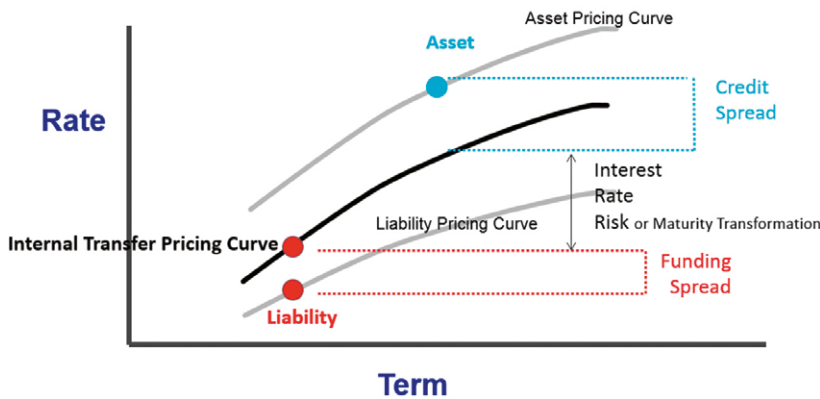 Asset Pricing Curve
Asset
Credit
Spread
Rate
Interest
Rate
Risk or Maturity Transformation
Liability Pricing Curve
Internal Transfer Pricing Curve
Funding
Spread
Liability
Term